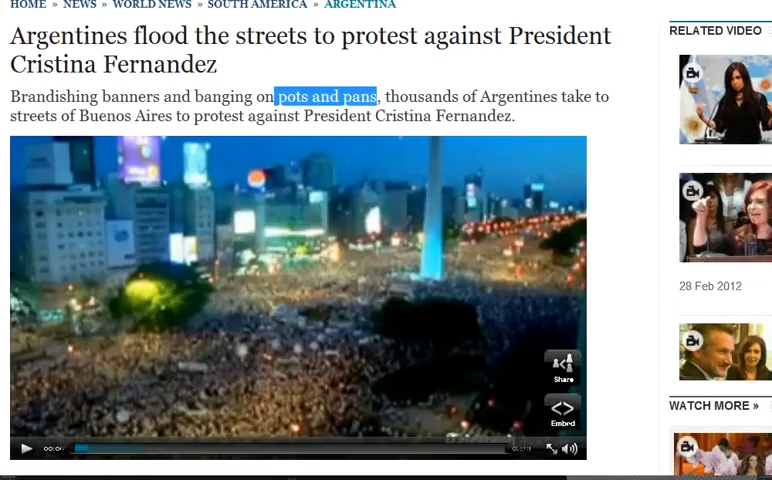 HOME » NEWS » WORLD NEWS » SOUTH AMERICA » ARGENTINA
Argentines flood the streets to protest against President
Cristina Fernandez
Brandishing banners and banging on pots and pans, thousands of Argentines take to
streets of Buenos Aires to protest against President Cristina Fernandez.
Share
Embed
RELATED VIDEO
28 Feb 2012
WATCH MORE »